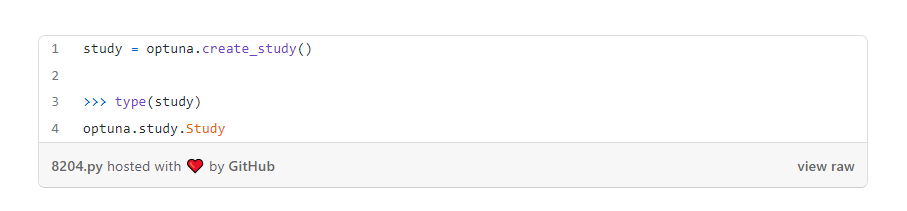 1 study = optuna.create_study()
2
3 >>> type(study)
4 optuna.study.Study
8204.py hosted with ❤ by GitHub view raw